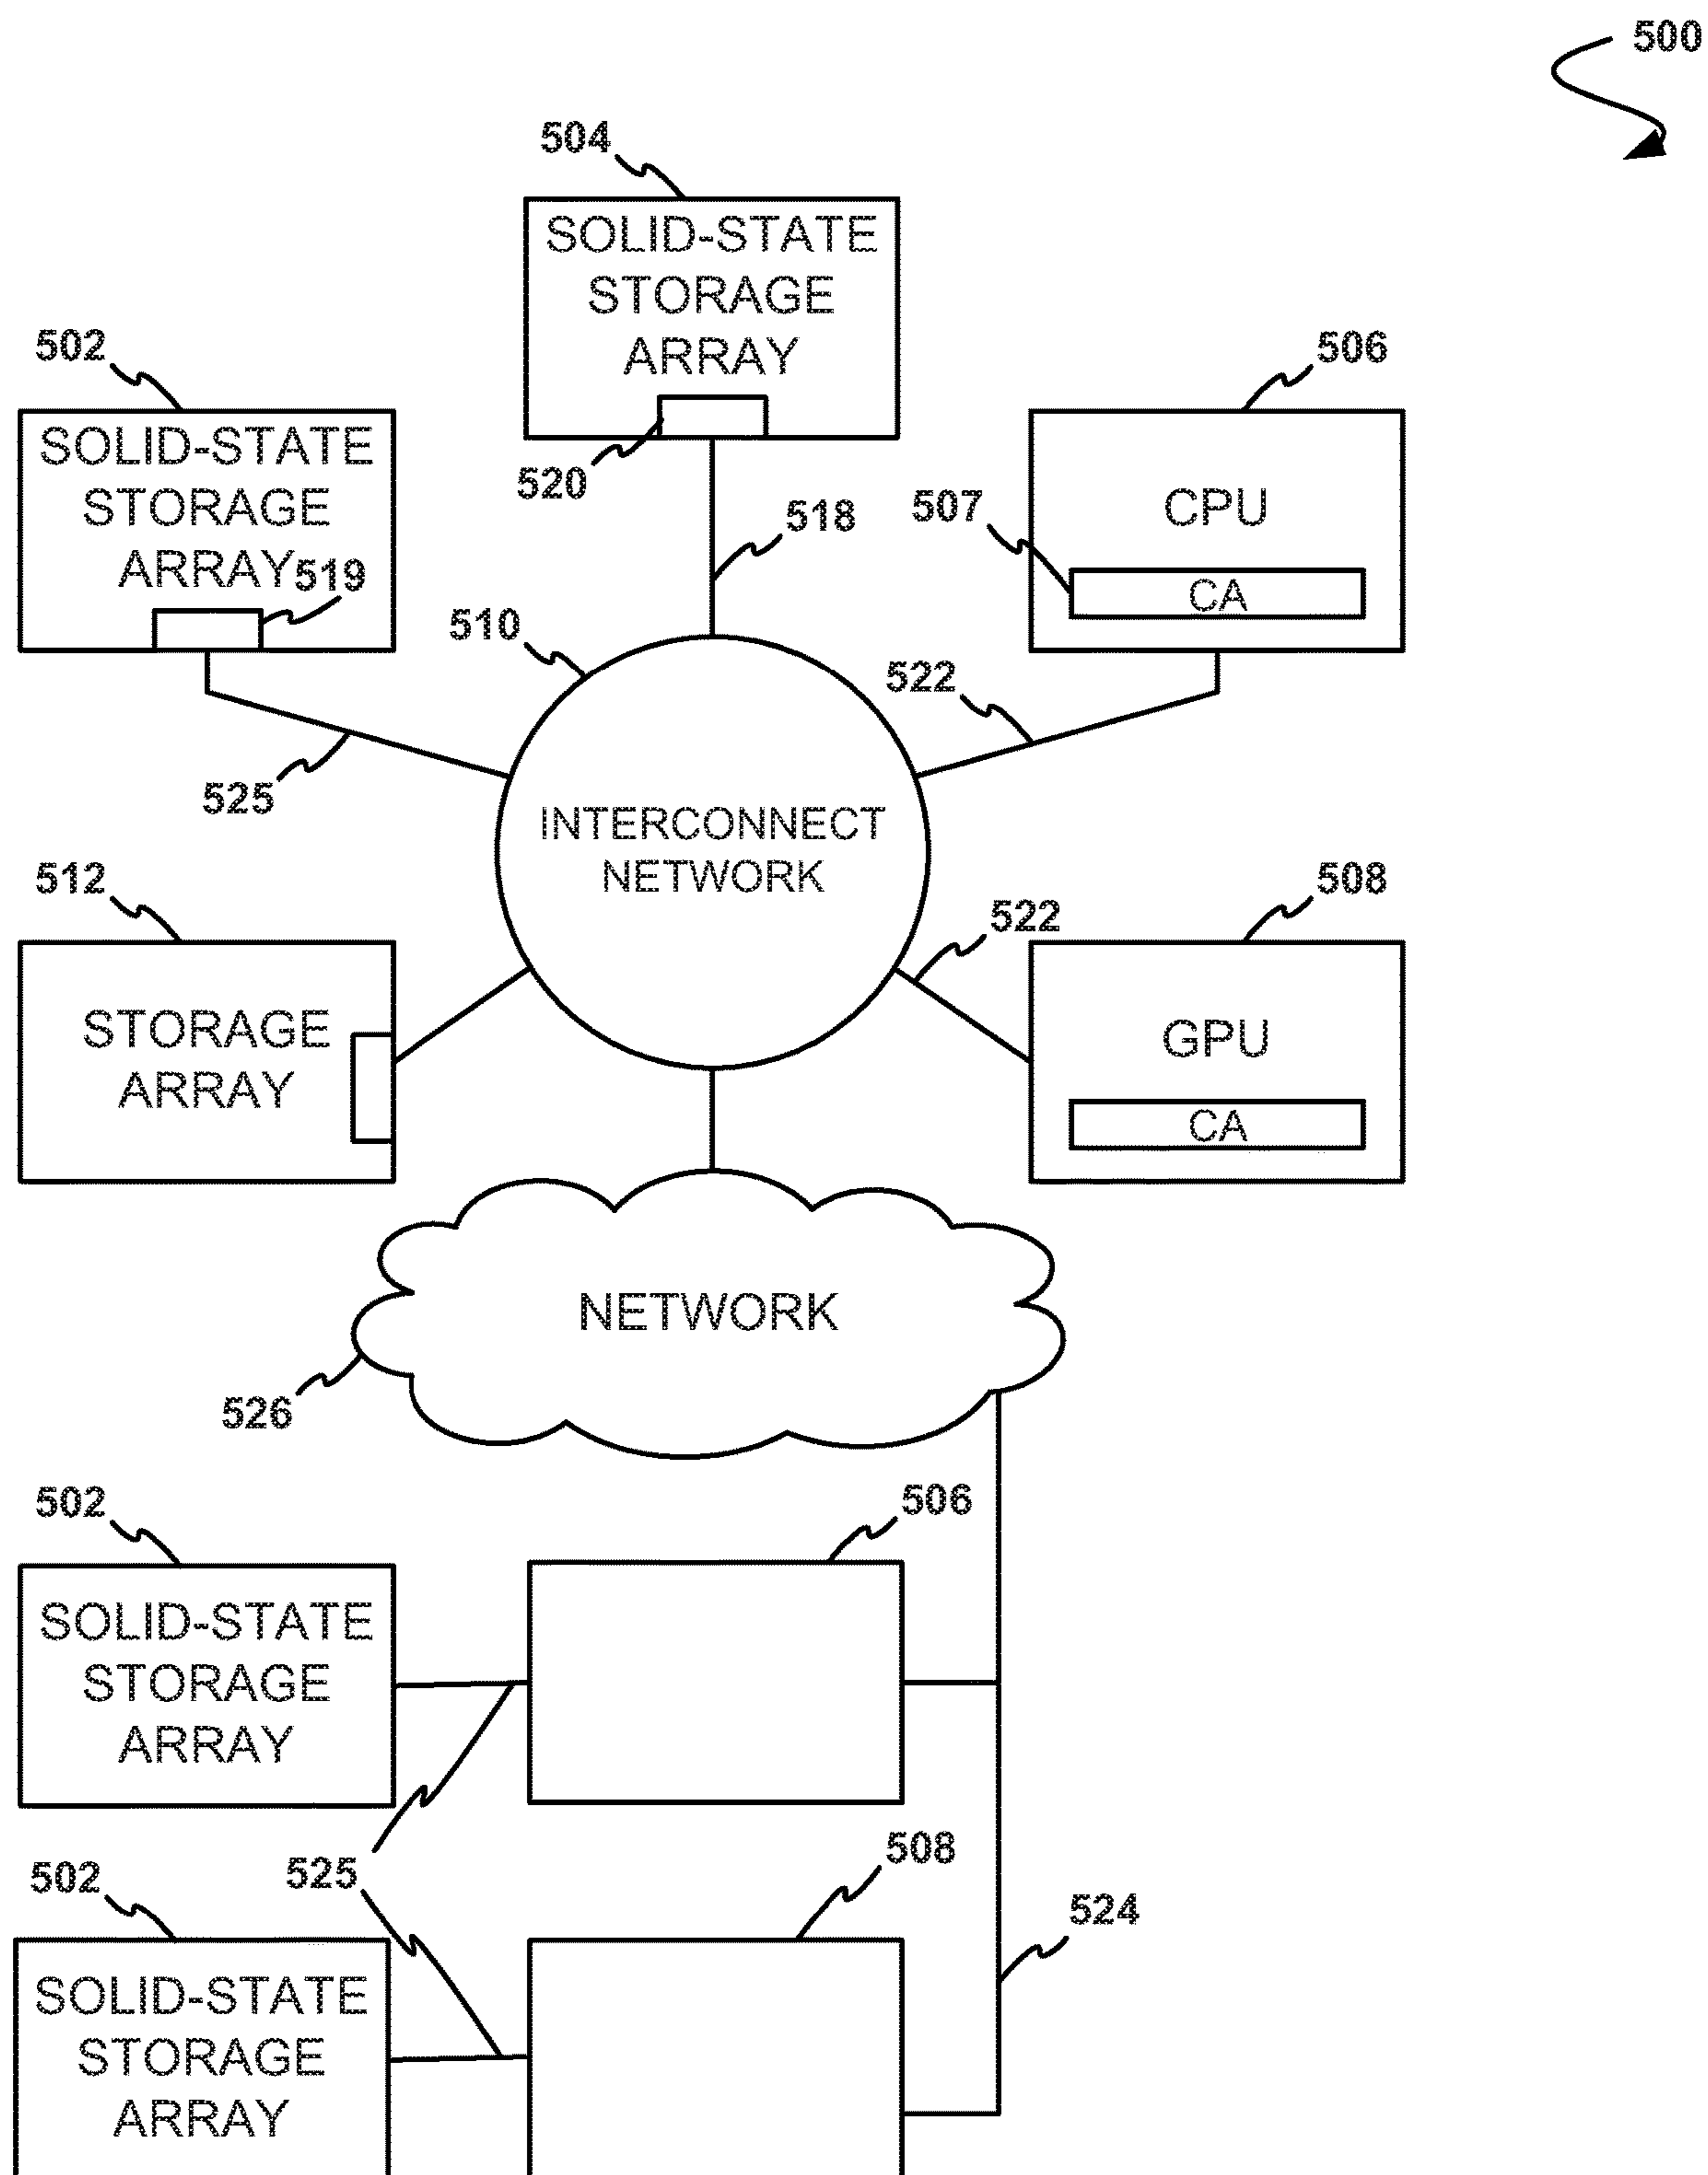 500
504
SOLID-STATE
STORAGE
ARRAY
520
502
SOLID-STATE
STORAGE
ARRAY
519
506
CPU
507
CA
518
510
522
525
INTERCONNECT
NETWORK
512
STORAGE
ARRAY
522
508
GPU
CA
NETWORK
526
502
SOLID-STATE
STORAGE
ARRAY
506
525
502
SOLID-STATE
STORAGE
ARRAY
508
524